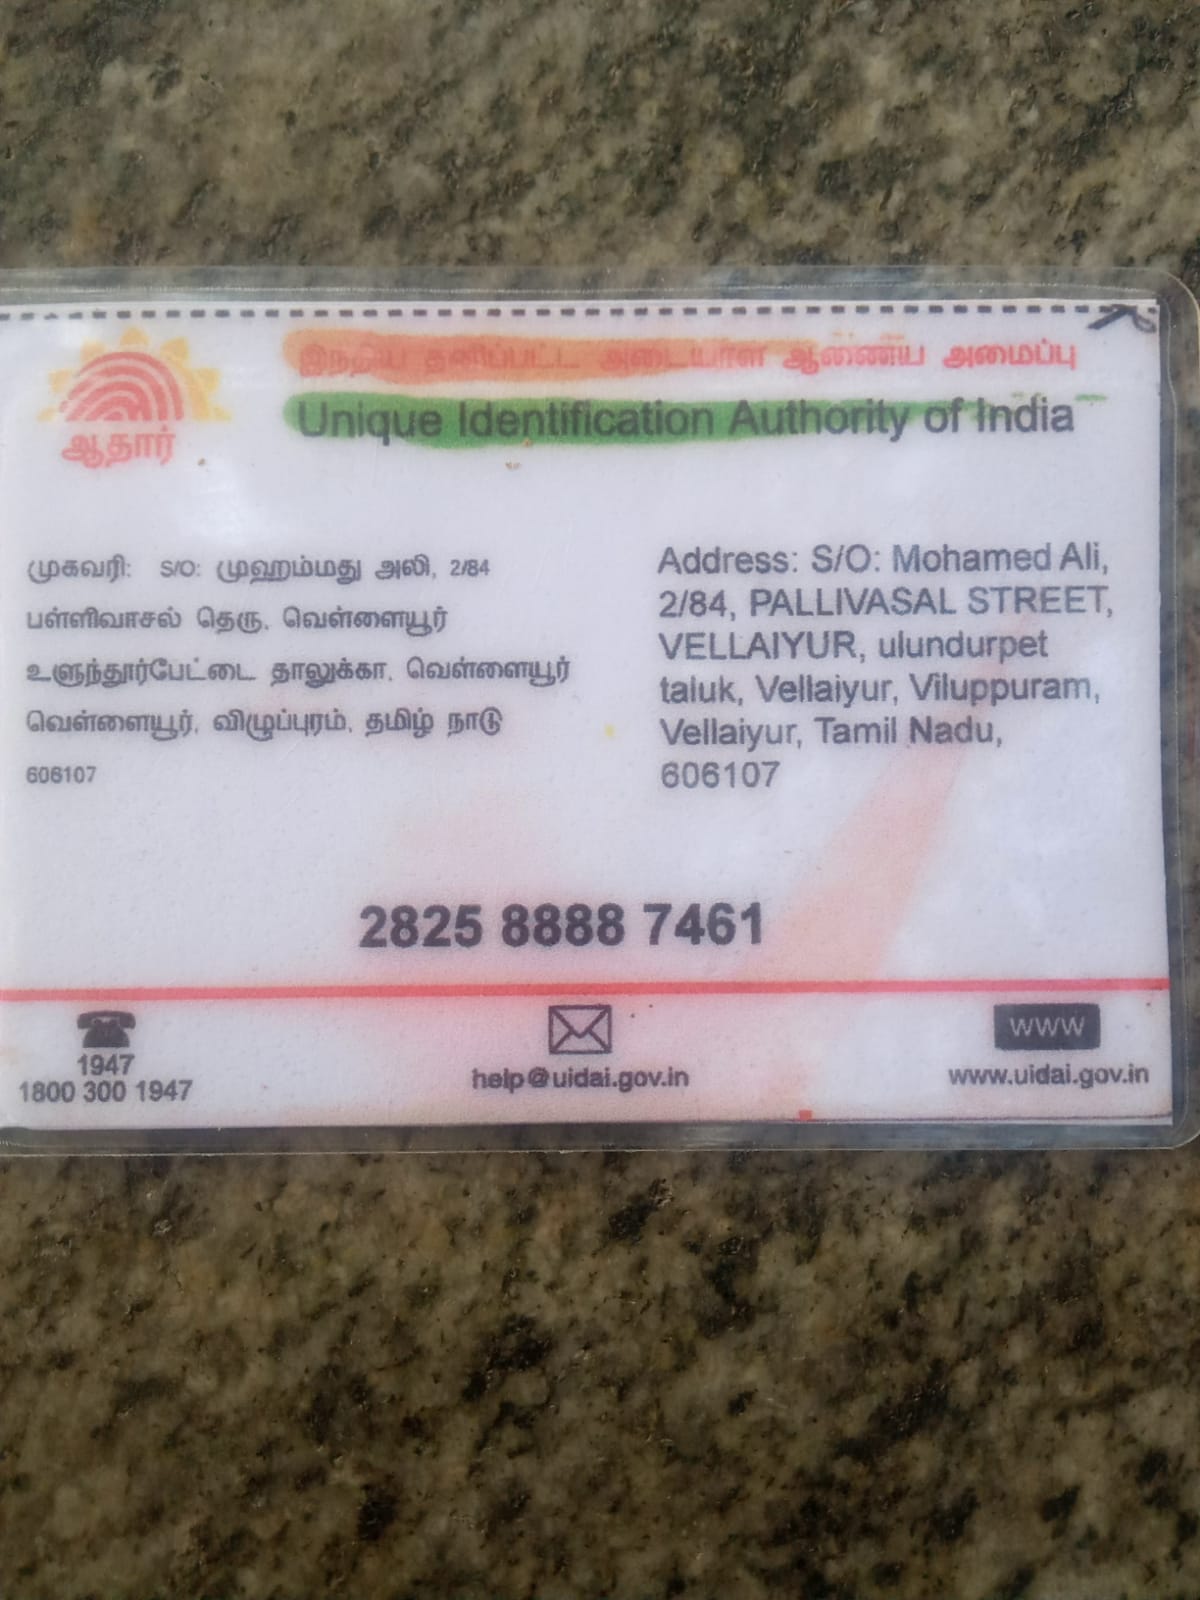 இந்திய தனிப்பட்ட அடையாள ஆணைய அமைப்பு
Unique Identification Authority of India
ஆதார்
முகவரி: S/O: முஹம்மது அலி, 2/84
பள்ளிவாசல் தெரு, வெள்ளையூர்
உளுந்தூர்பேட்டை தாலுக்கா, வெள்ளையூர்
வெள்ளையூர், விழுப்புரம், தமிழ் நாடு
606107
Address: S/O: Mohamed Ali,
2/84, PALLIVASAL STREET,
VELLAIYUR, ulundurpet
taluk, Vellaiyur, Viluppuram,
Vellaiyur, Tamil Nadu,
606107
2825 8888 7461
1947
1800 300 1947
help@uidai.gov.in
WWW
www.uidai.gov.in